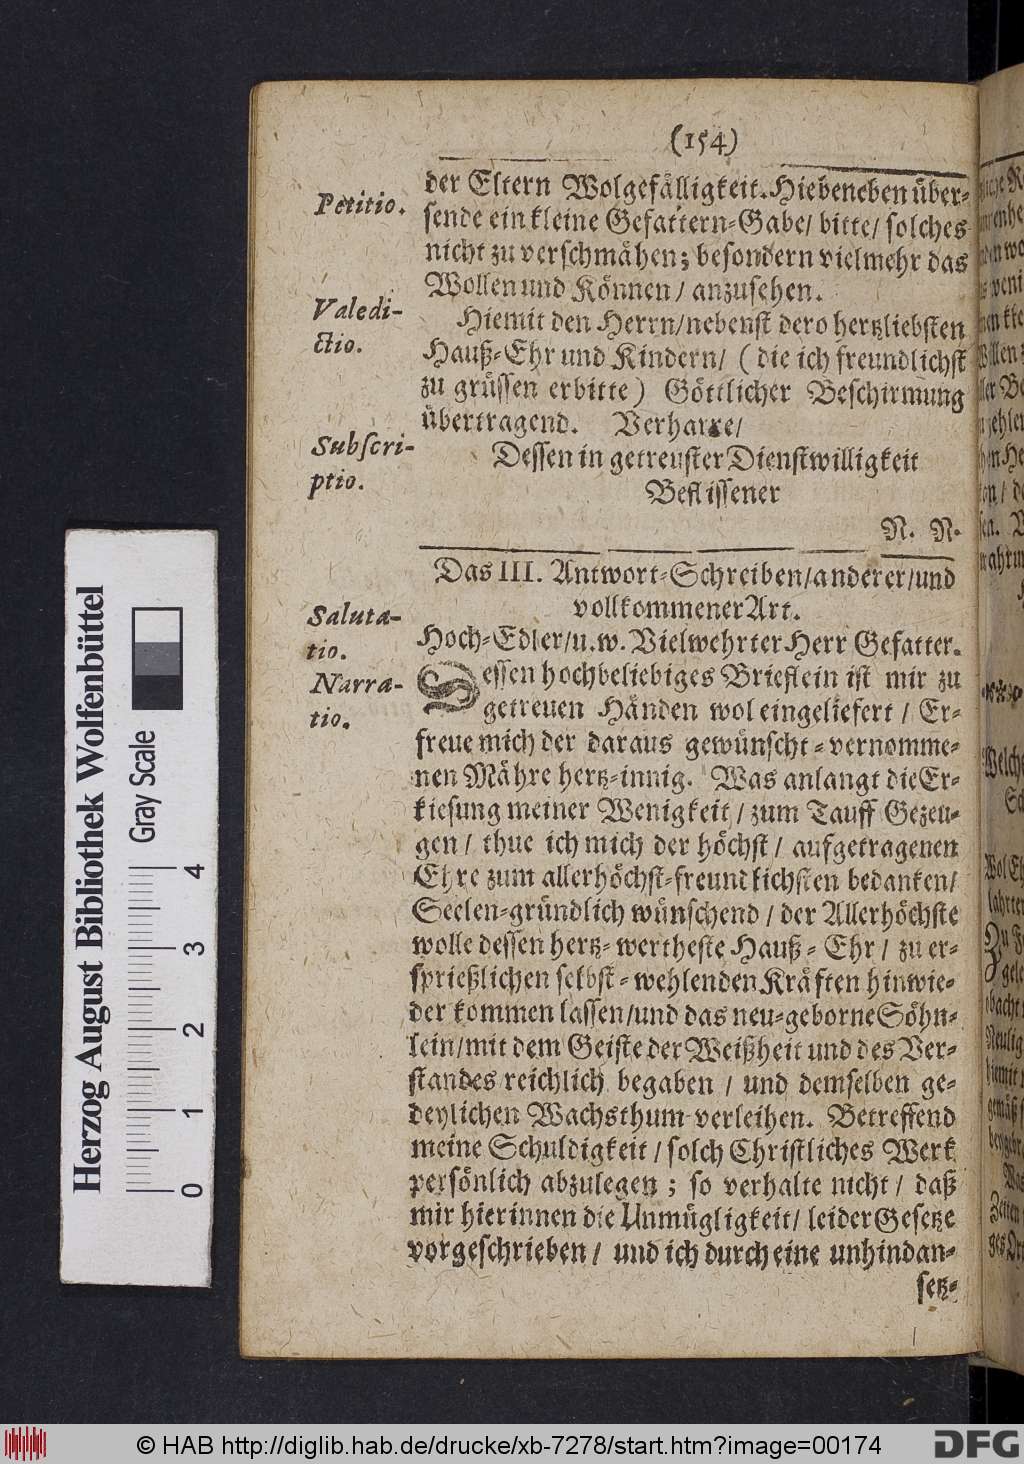 (154)
der Eltern Wolgefälligkeit. Hiebeneben über-
Petitio.
sende ein kleine Gefattern-Gabe/ bitte/ solches
nicht zu verschmähen; besondern vielmehr das
Wollen und Können/ anzusehen.
Valedi-
ctio.
Hiemit den Herrn/ nebenst dero hertzliebsten
Hauß-Ehr und Kindern/ (die ich freundlichst
zu grüssen erbitte) Göttlicher Beschirmung
übertragend. Verharre/
Subscri-
ptio.
Dessen in getreuster Dienstwilligkeit
Beflissener
N. N.
Das III. Antwort-Schreiben/ anderer/ und
vollkommener Art.
Saluta-
tio.
Hoch-Edler/ u. w. Vielwehrter Herr Gefatter.
Narra-
tio.
Dessen hochbeliebiges Brieflein ist mir zu
getreuen Händen wol eingeliefert/ Er-
freue mich der daraus gewünscht-vernomme-
nen Mähre hertz-innig. Was anlangt die Er-
kiesung meiner Wenigkeit/ zum Tauff Gezeu-
gen/ thue ich mich der höchst/ aufgetragenen
Ehre zum allerhöchst-freundlichsten bedanken/
Seelen-gründlich wünschend/ der Allerhöchste
wolle dessen hertz-wertheste Hauß-Ehr/ zu er-
sprießlichen selbst-wehlenden Kräften hinwie-
der kommen lassen/ und das neu-geborne Söhn-
lein/ mit dem Geiste der Weißheit und des Ver-
standes reichlich begaben/ und demselben ge-
deylichen Wachsthum verleihen. Betreffend
meine Schuldigkeit/ solch Christliches Werk
persönlich abzulegen; so verhalte nicht/ daß
mir hierinnen die Unmügligkeit/ leider Gesetze
vorgeschrieben/ und ich durch eine unhindan-
setz-
Herzog August Bibliothek Wolfenbüttel
Gray Scale
0 1 2 3 4
© HAB http://diglib.hab.de/drucke/xb-7278/start.htm?image=00174
DFG